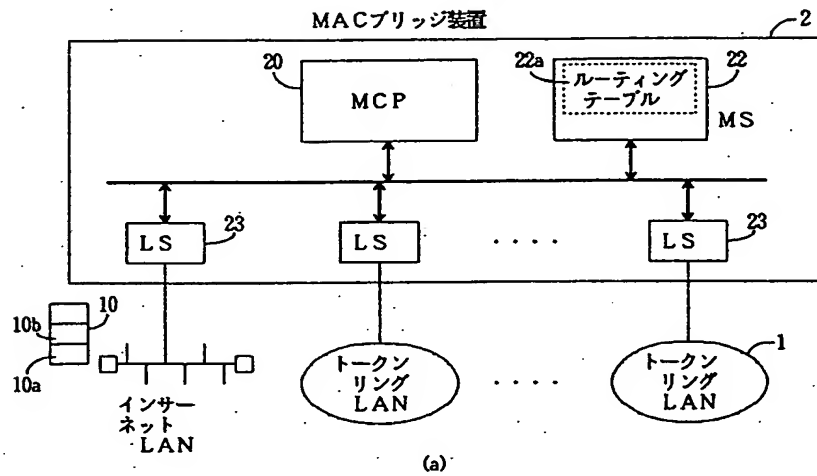 MACブリッジ装置
2
20
MCP
22a
ルーティング
テーブル
22
MS
LS
23
LS
. . . .
LS
23
10b
10
10a
インサー
ネット
LAN
トークン
リング
LAN
. . . .
トークン
リング
LAN
1
(a)